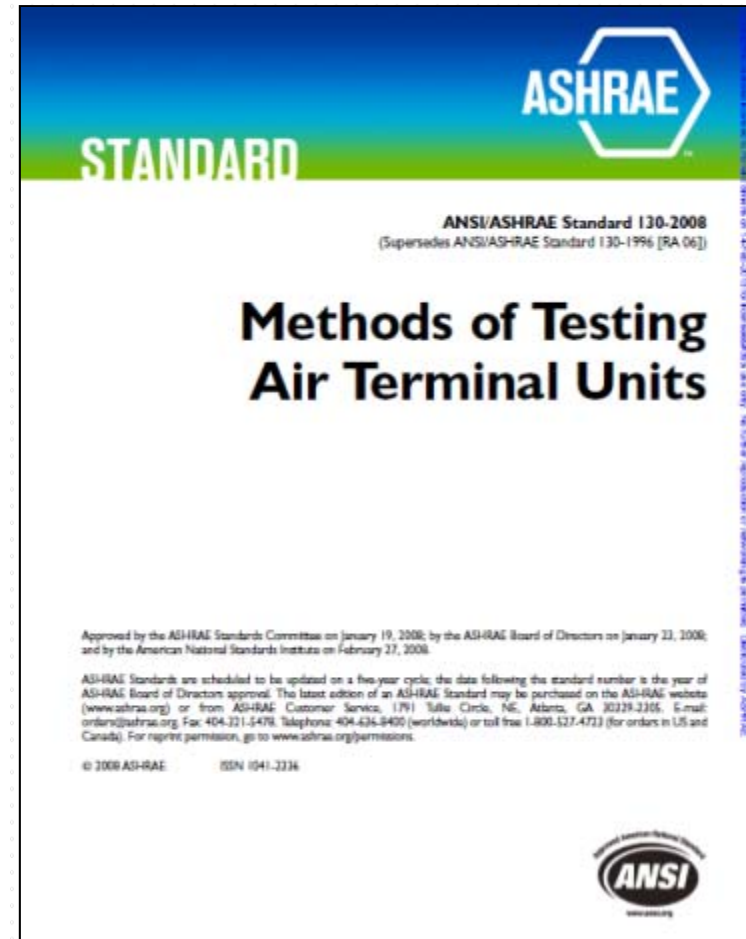 ASHRAE
STANDARD
ANSI/ASHRAE Standard 130-2008
(Supersedes ANSI/ASHRAE Standard 130-1996 [RA 06])
Methods of Testing
Air Terminal Units
Approved by the ASHRAE Standards Committee on January 19, 2008; by the ASHRAE Board of Directors on January 23, 2008;
and by the American National Standards Institute on February 27, 2008.
ASHRAE Standards are scheduled to be updated on a five-year cycle; the date following the standard number is the year of
ASHRAE Board of Directors approval. The latest edition of an ASHRAE Standard may be purchased on the ASHRAE website
(www.ashrae.org) or from ASHRAE Customer Service, 1791 Tullie Circle, NE, Atlanta, GA 30329-2305. E-mail:
orders@ashrae.org. Fax: 404-321-5478. Telephone: 404-636-8400 (worldwide) or toll free 1-800-527-4723 (for orders in US and
Canada). For reprint permission, go to www.ashrae.org/permissions.
© 2008 ASHRAE ISSN 1041-2336
ANSI